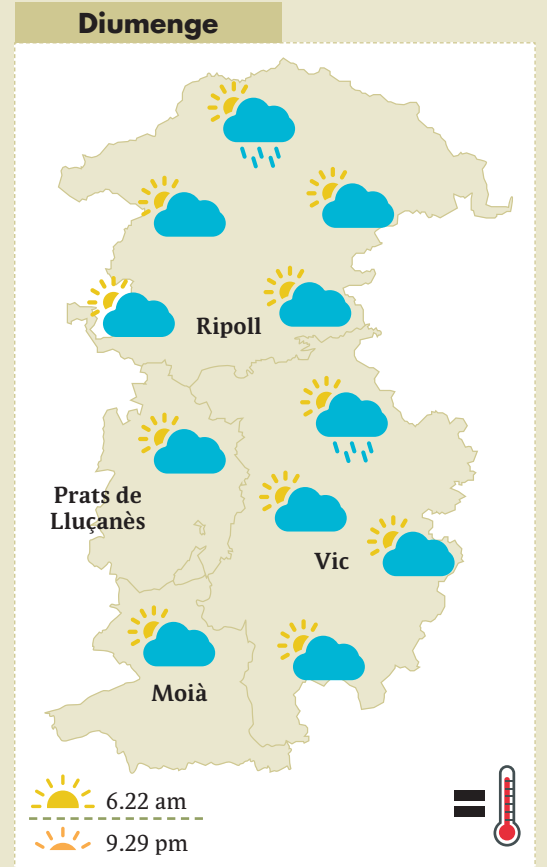 Diumenge
Ripoll
Prats de
Lluçanès
Vic
Moià
6.22 am
9.29 pm